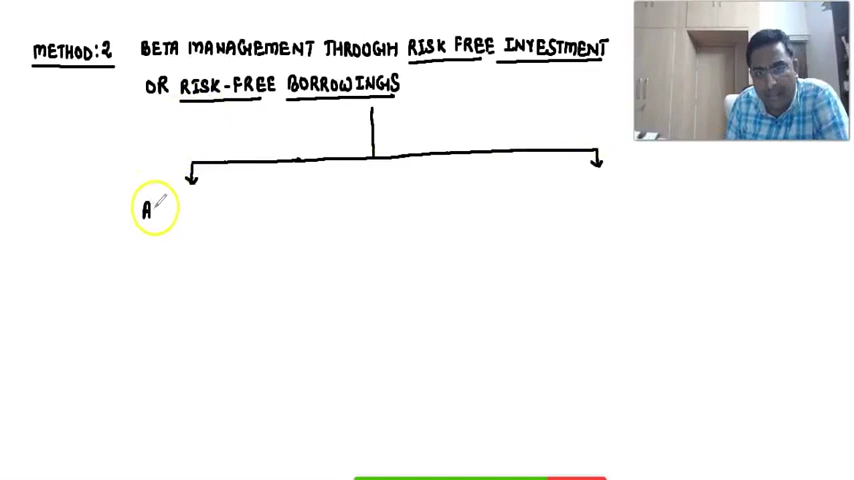 METHOD:2 BETA MANAGEMENT THROUGH RISK FREE INVESTMENT
OR RISK-FREE BORROWINGS
A